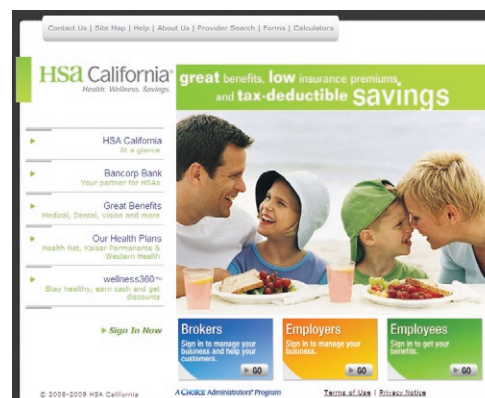 Contact Us | Site Map | Help | About Us | Provider Search | Forms | Calculators
HSA California®
Health. Wellness. Savings.
great benefits, low insurance premiums,
and tax-deductible savings
HSA California
At a glance
Bancorp Bank
Your partner for HSAs
Great Benefits
Medical, Dental, Vision and more
Our Health Plans
Health Net, Kaiser Permanente &
Western Health
wellness360™
Stay healthy, earn cash and get
discounts
Sign In Now
Brokers
Sign in to manage your
business and help your
customers.
GO
Employers
Sign in to manage your
business.
GO
Employees
Sign in to get your
benefits.
GO
© 2008-2009 HSA California
A CHOICE Administrators® Program
Terms of Use | Privacy Notice